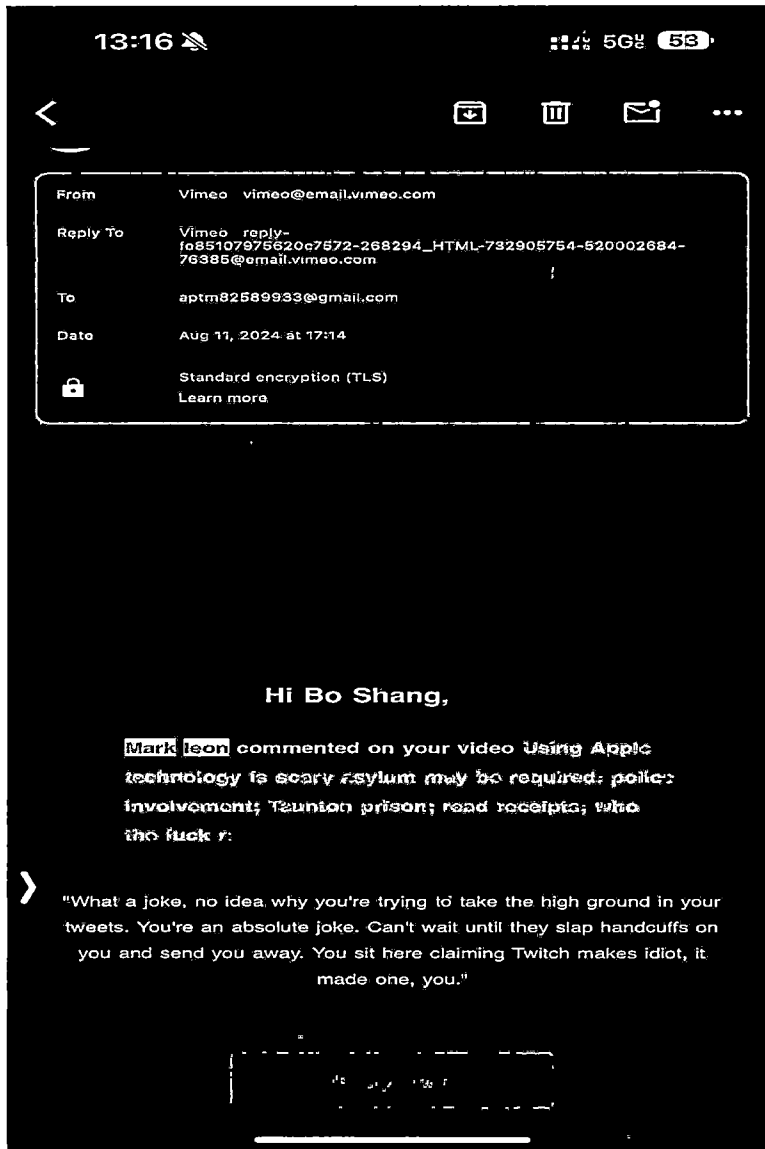 13:16
5G 53
From Vimeo vimeo@email.vimeo.com
Reply To Vimeo reply-
fe85107975620c7572-268294_HTML-732905754-520002684-
76385@email.vimeo.com
To aptm82589933@gmail.com
Date Aug 11, 2024 at 17:14
Standard encryption (TLS)
Learn more
Hi Bo Shang,
Mark leon commented on your video Using Apple
technology is scary asylum may be required; police
involvement; Taunton prison; read receipts; who
the fuck r:
"What a joke, no idea why you're trying to take the high ground in your
tweets. You're an absolute joke. Can't wait until they slap handcuffs on
you and send you away. You sit here claiming Twitch makes idiot, it
made one, you."